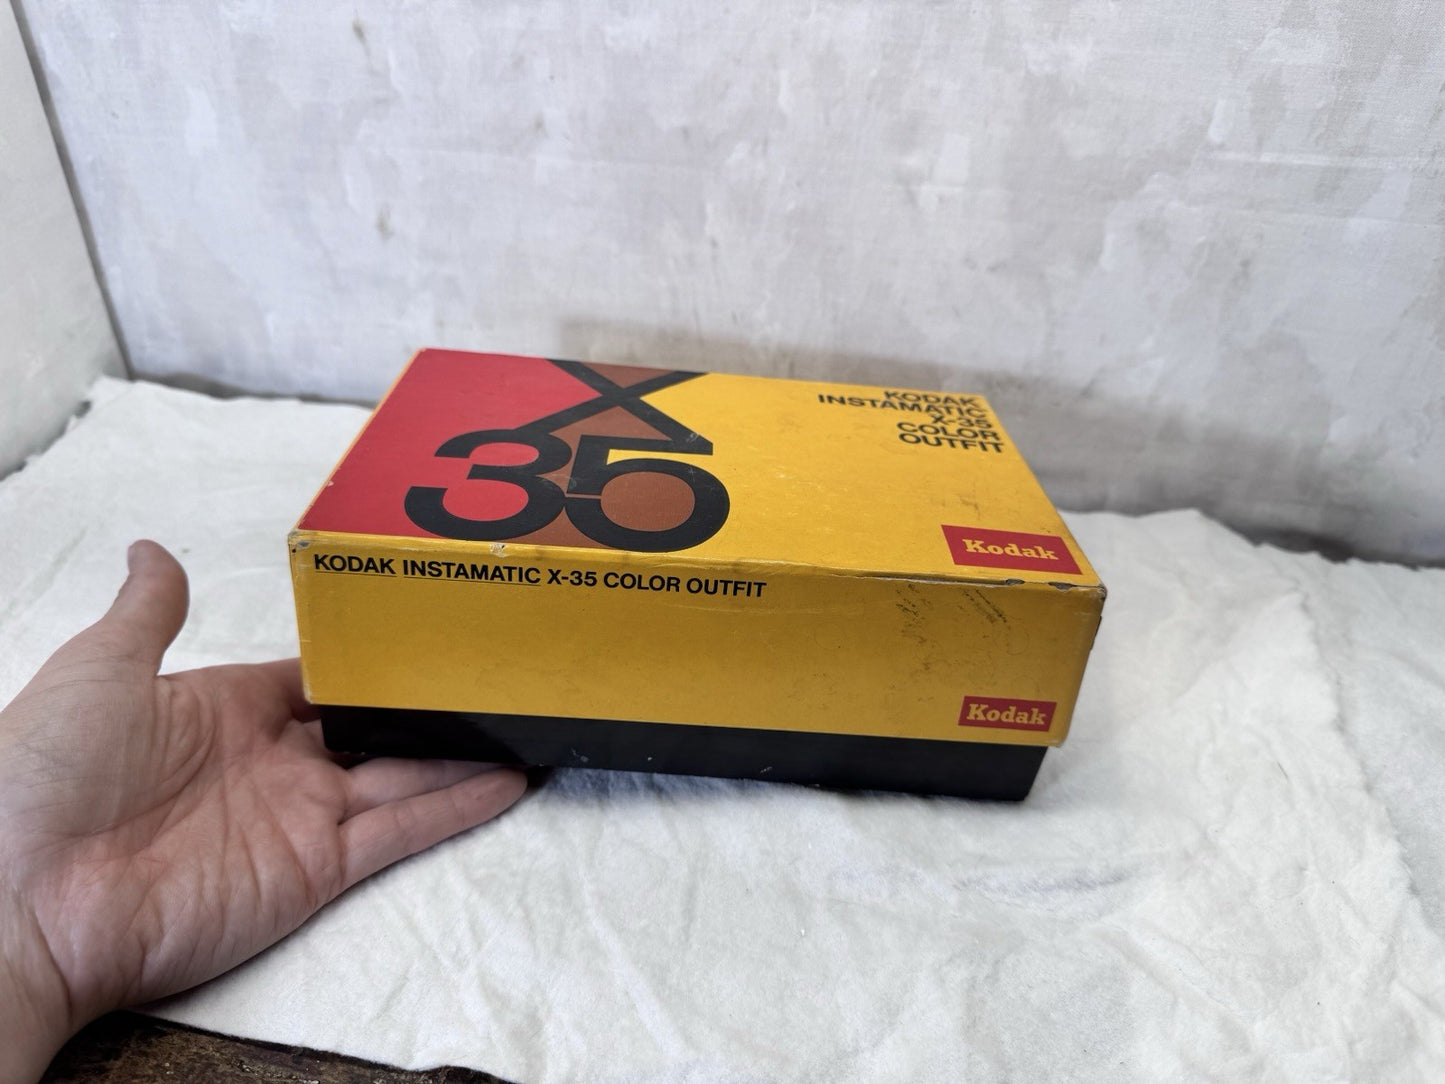 X
35
KODAK
INSTAMATIC
X-35
COLOR
OUTFIT
Kodak
KODAK INSTAMATIC X-35 COLOR OUTFIT
Kodak